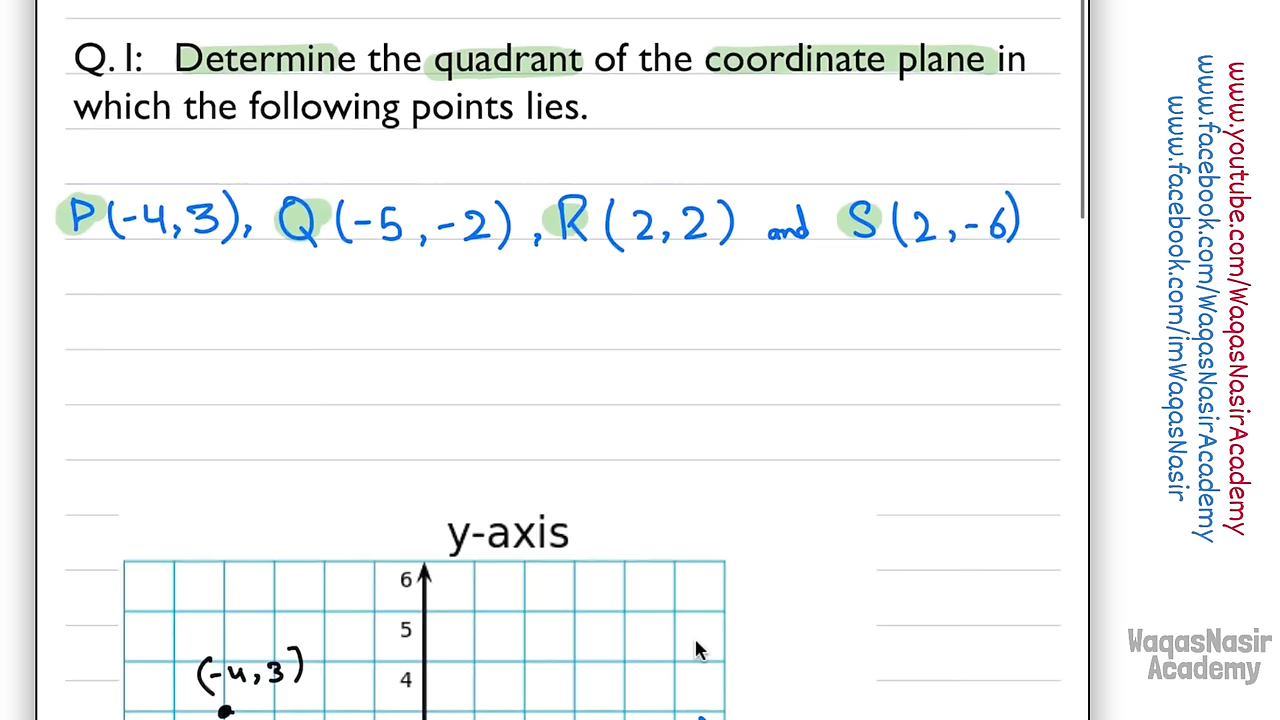 Q. 1: Determine the quadrant of the coordinate plane in
which the following points lies.
P(-4,3), Q(-5,-2), R(2,2) and S(2,-6)
y-axis
6
5
(-4,3)
4
www.youtube.com/WaqasNasirAcademy
www.facebook.com/WaqasNasirAcademy
www.facebook.com/imWaqasNasir
WaqasNasir
Academy